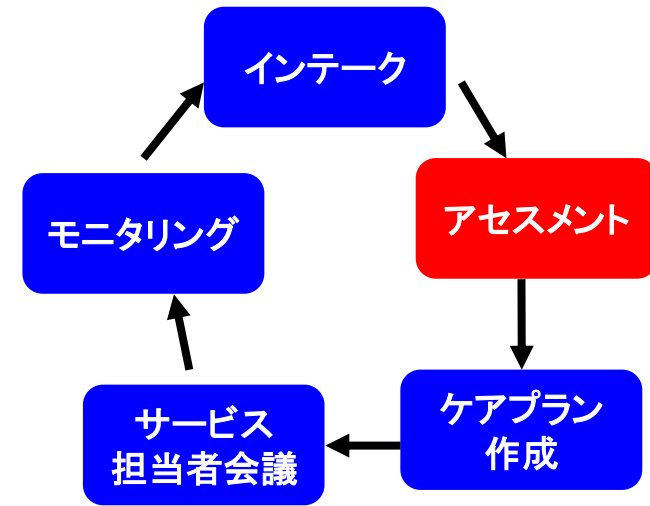 インテーク
アセスメント
ケアプラン
作成
サービス
担当者会議
モニタリング